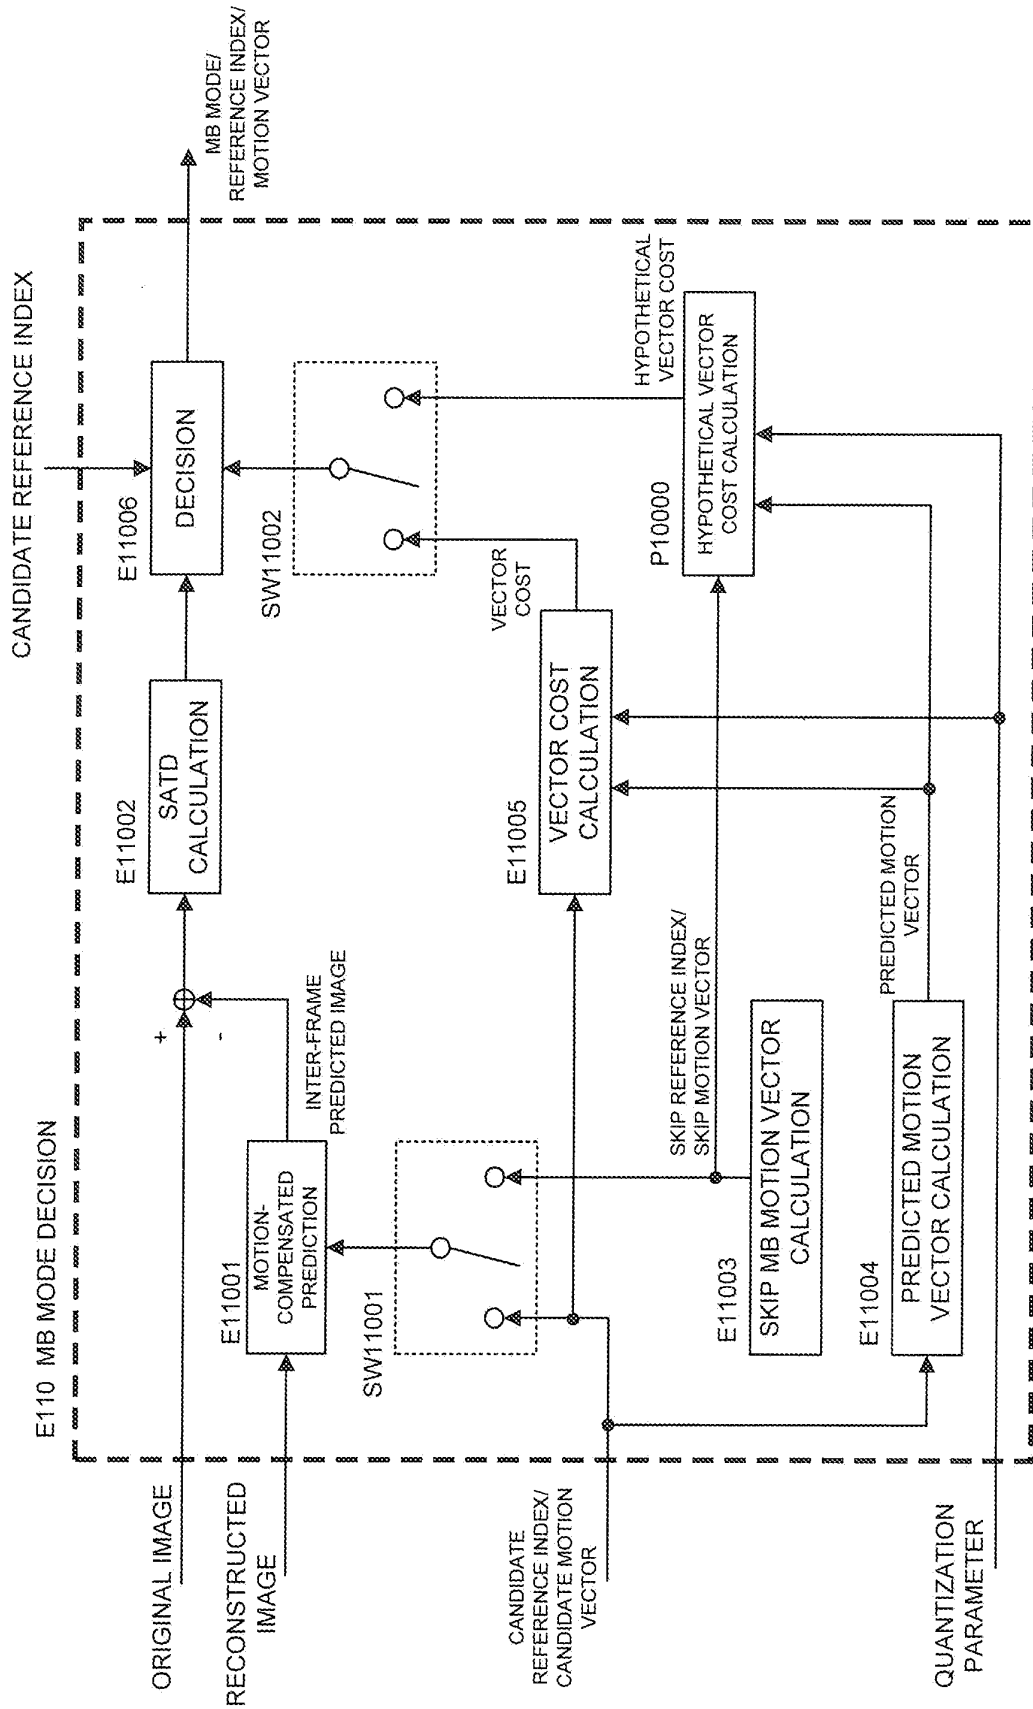 E110 MB MODE DECISION
CANDIDATE REFERENCE INDEX
ORIGINAL IMAGE
RECONSTRUCTED
IMAGE
CANDIDATE
REFERENCE INDEX/
CANDIDATE MOTION
VECTOR
QUANTIZATION
PARAMETER
+
-
E11001
MOTION-
COMPENSATED
PREDICTION
INTER-FRAME
PREDICTED IMAGE
SW11001
E11002
SATD
CALCULATION
E11006
DECISION
MB MODE/
REFERENCE INDEX/
MOTION VECTOR
SW11002
VECTOR
COST
HYPOTHETICAL
VECTOR COST
E11005
VECTOR COST
CALCULATION
P10000
HYPOTHETICAL VECTOR
COST CALCULATION
SKIP REFERENCE INDEX/
SKIP MOTION VECTOR
E11003
SKIP MB MOTION VECTOR
CALCULATION
E11004
PREDICTED MOTION
VECTOR CALCULATION
PREDICTED MOTION
VECTOR